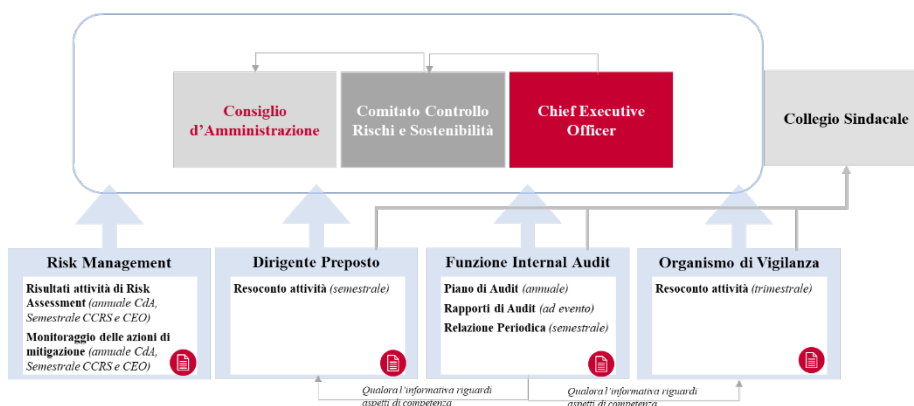 Consiglio
d'Amministrazione
Comitato Controllo
Rischi e Sostenibilità
Chief Executive
Officer
Collegio Sindacale
Risk Management
Risultati attività di Risk
Assessment (annuale CdA,
Semestrale CCRS e CEO)
Monitoraggio delle azioni di
mitigazione (annuale CdA,
Semestrale CCRS e CEO)
Dirigente Preposto
Resoconto attività (semestrale)
Funzione Internal Audit
Piano di Audit (annuale)
Rapporti di Audit (ad evento)
Relazione Periodica (semestrale)
Organismo di Vigilanza
Resoconto attività (trimestrale)
Qualora l'informativa riguardi
aspetti di competenza
Qualora l'informativa riguardi
aspetti di competenza